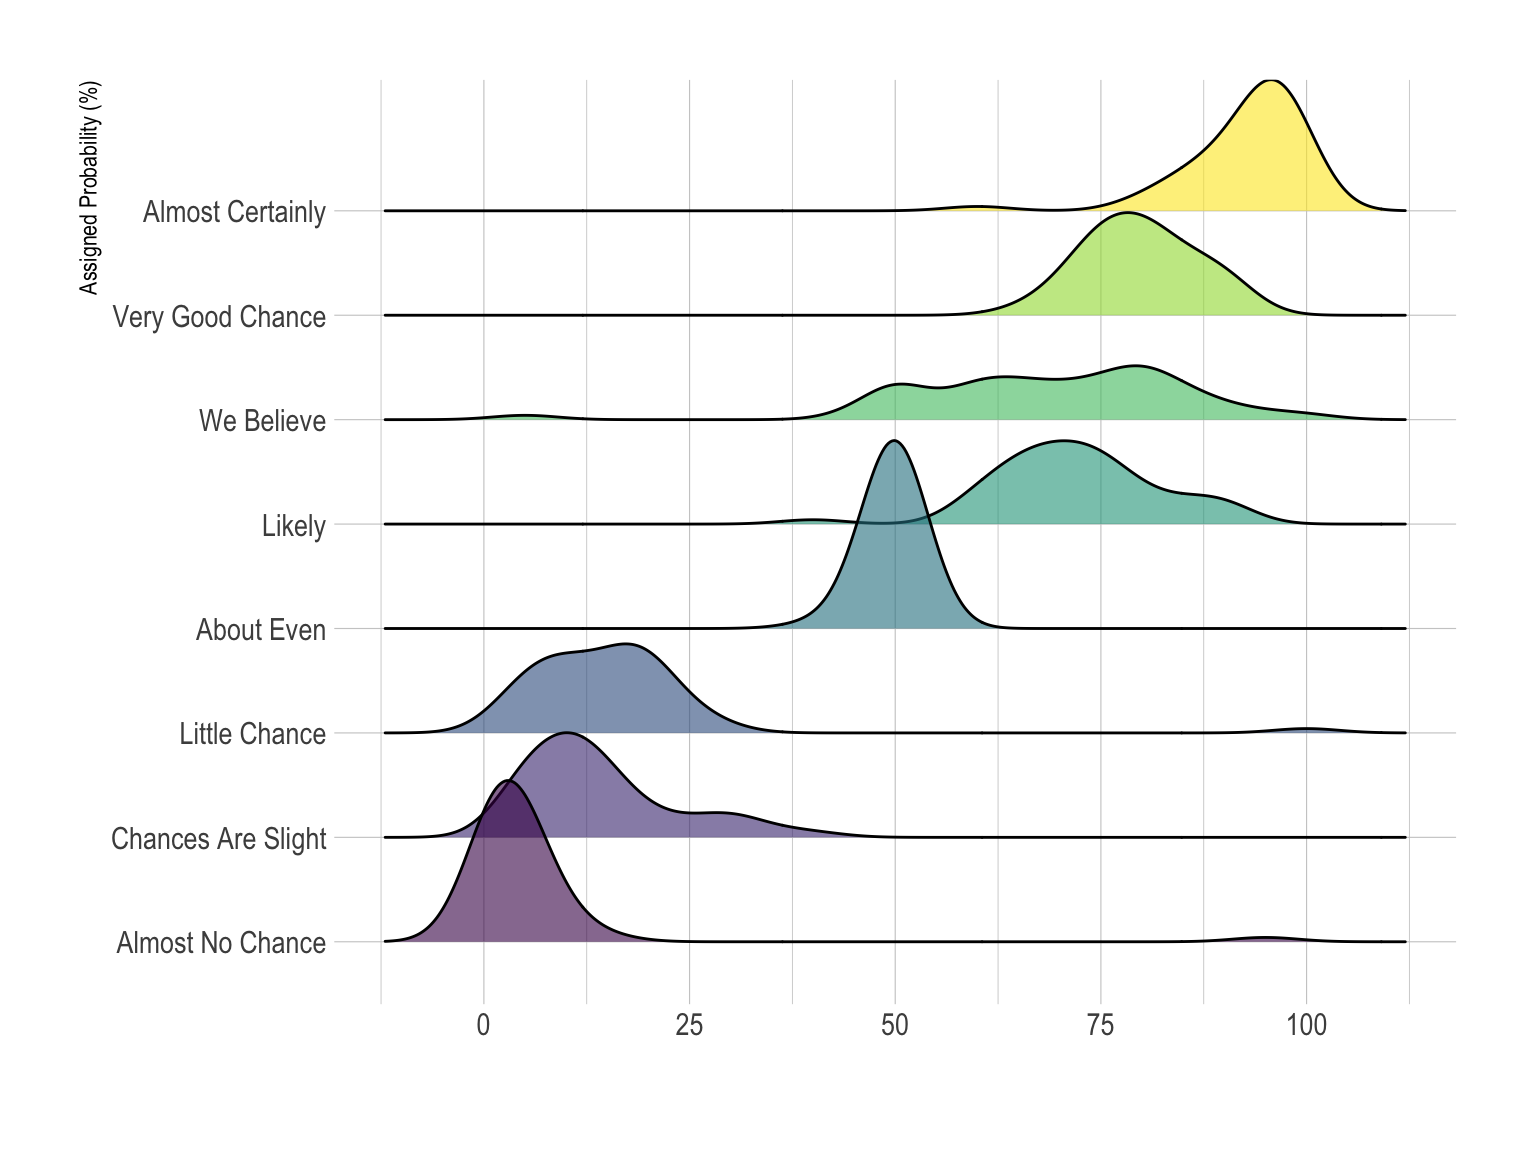 Assigned Probability (%)
Almost Certainly
Very Good Chance
We Believe
Likely
About Even
Little Chance
Chances Are Slight
Almost No Chance
0 25 50 75 100